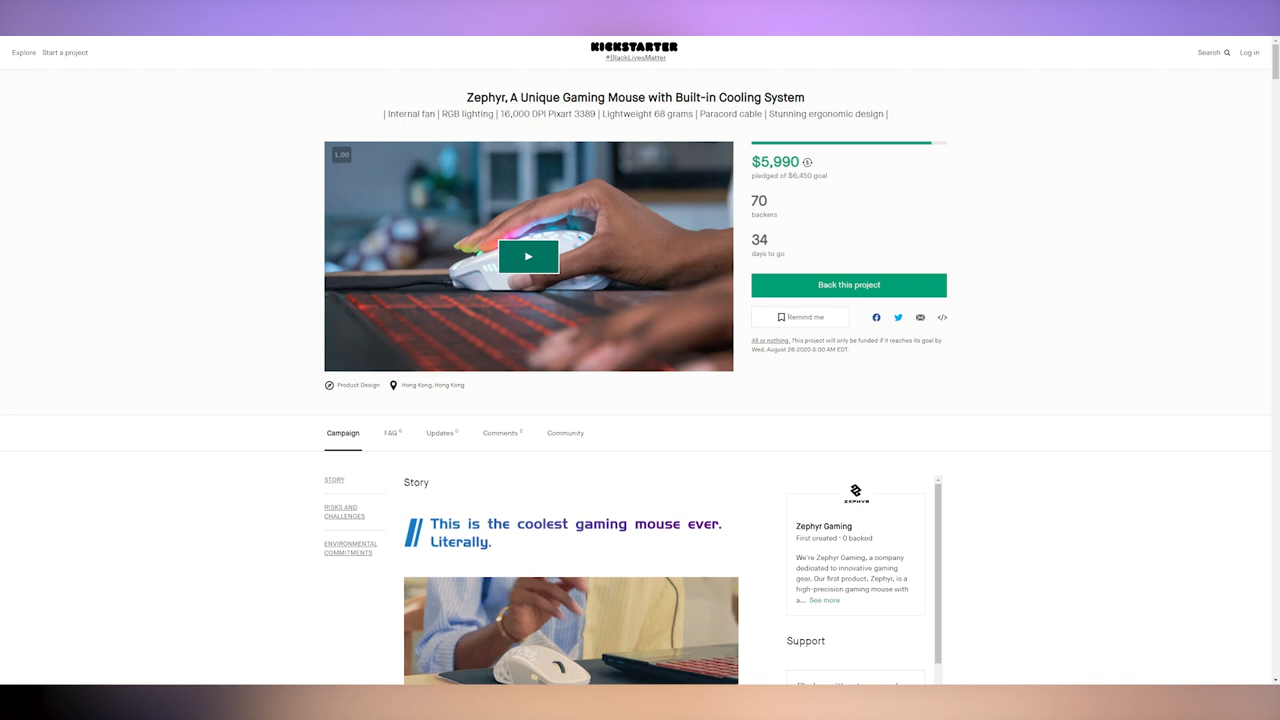 Explore Start a project
KICKSTARTER
#BlackLivesMatter
Search Log in
Zephyr, A Unique Gaming Mouse with Built-in Cooling System
| Internal fan | RGB lighting | 16,000 DPI Pixart 3389 | Lightweight 68 grams | Paracord cable | Stunning ergonomic design |
1.00
$5,990
pledged of $6,450 goal
70
backers
34
days to go
Back this project
Remind me
All or nothing. This project will only be funded if it reaches its goal by
Wed, August 26 2020 8:00 AM EDT.
Product Design Hong Kong, Hong Kong
Campaign FAQ 6 Updates 0 Comments 2 Community
STORY
RISKS AND
CHALLENGES
ENVIRONMENTAL
COMMITMENTS
Story
// This is the coolest gaming mouse ever.
Literally.
ZEPHYR
Zephyr Gaming
First created · 0 backed
We're Zephyr Gaming, a company
dedicated to innovative gaming
gear. Our first product, Zephyr, is a
high-precision gaming mouse with
a... See more
Support